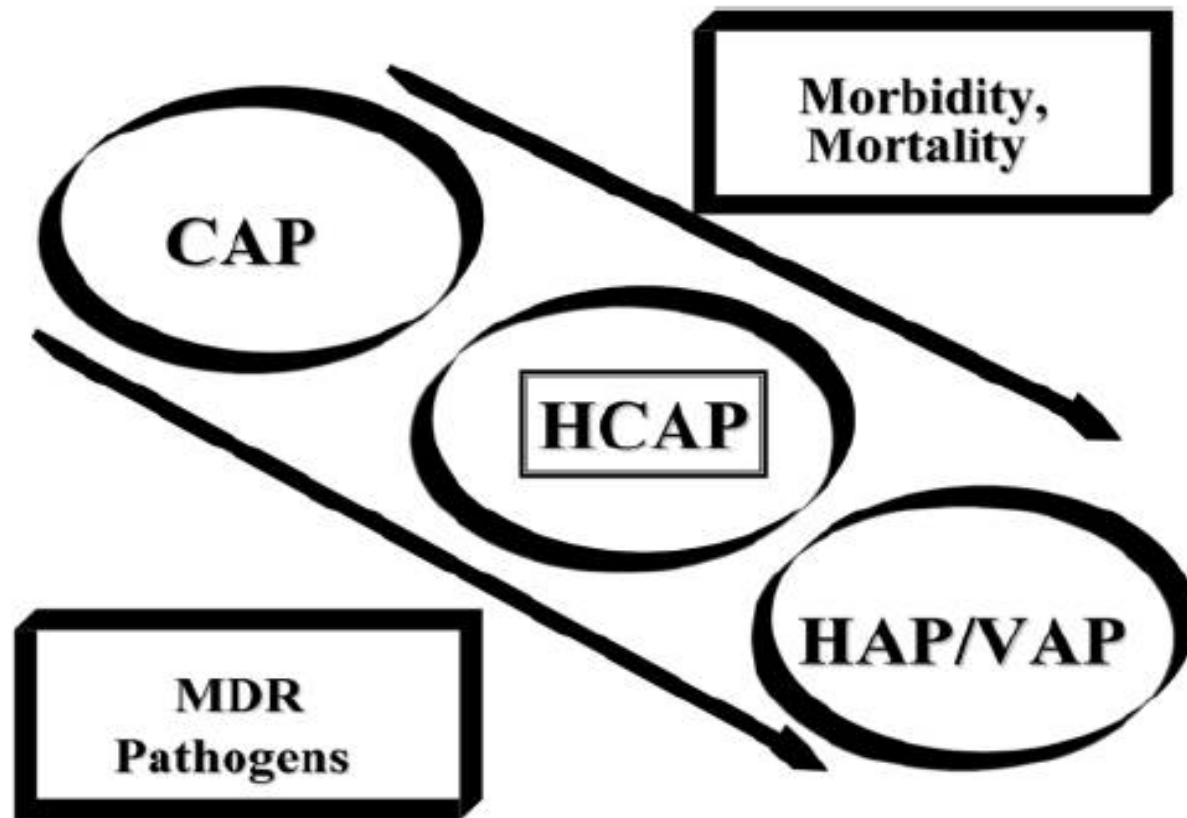 Morbidity,
Mortality
CAP
HCAP
HAP/VAP
MDR
Pathogens